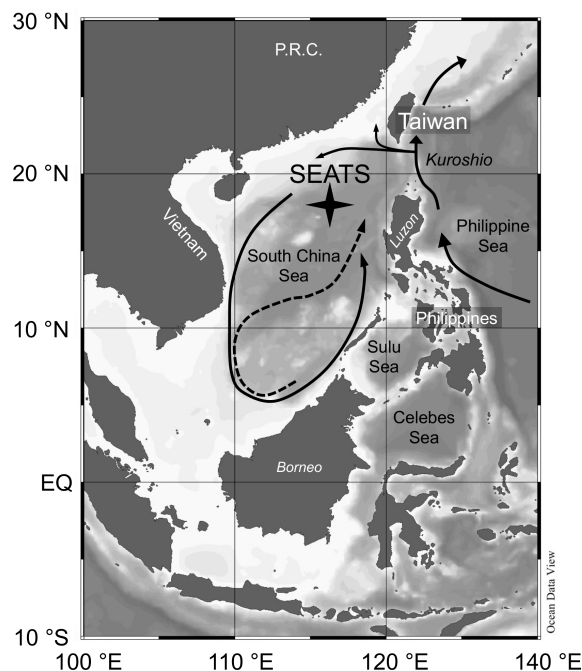 30 °N
P.R.C.
Taiwan
20 °N
Kuroshio
SEATS
Vietnam
Luzon
Philippine
Sea
South China
Sea
10 °N
Philippines
Sulu
Sea
Celebes
Sea
Borneo
EQ
Ocean Data View
10 °S
100 °E
110 °E
120 °E
140 °E